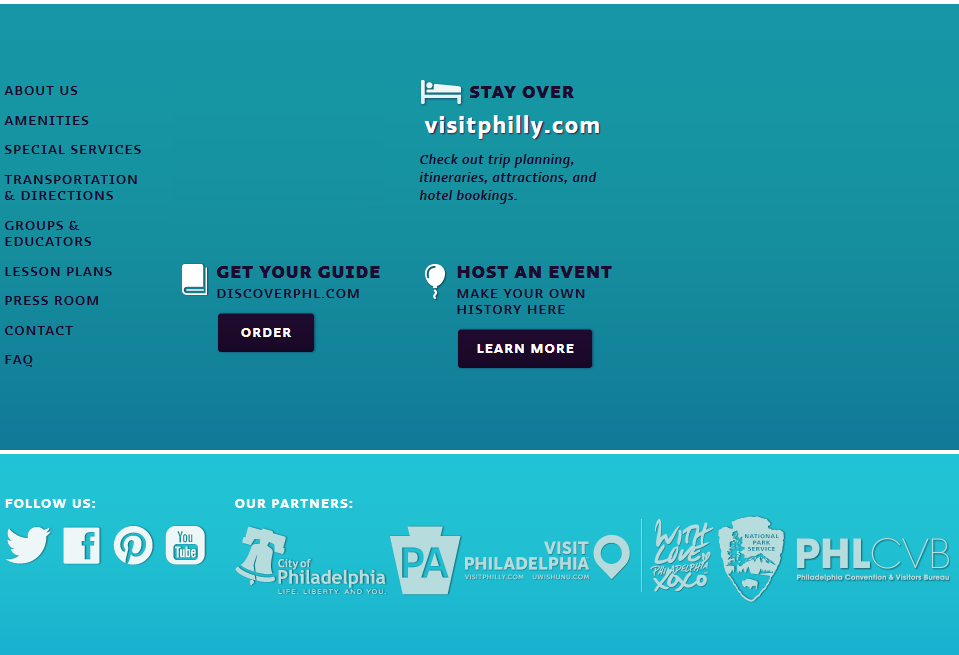 ABOUT US
AMENITIES
SPECIAL SERVICES
TRANSPORTATION
& DIRECTIONS
GROUPS &
EDUCATORS
LESSON PLANS
PRESS ROOM
CONTACT
FAQ
STAY OVER
visitphilly.com
Check out trip planning,
itineraries, attractions, and
hotel bookings.
GET YOUR GUIDE
DISCOVERPHL.COM
ORDER
HOST AN EVENT
MAKE YOUR OWN
HISTORY HERE
LEARN MORE
FOLLOW US:
f
You
Tube
OUR PARTNERS:
City of
Philadelphia
LIFE. LIBERTY. AND YOU.
PA
VISIT
PHILADELPHIA
VISITPHILLY.COM UWISHUNU.COM
WITH
LOVE
PHILADELPHIA
XOXO
NATIONAL
PARK
SERVICE
PHLCVB
Philadelphia Convention & Visitors Bureau